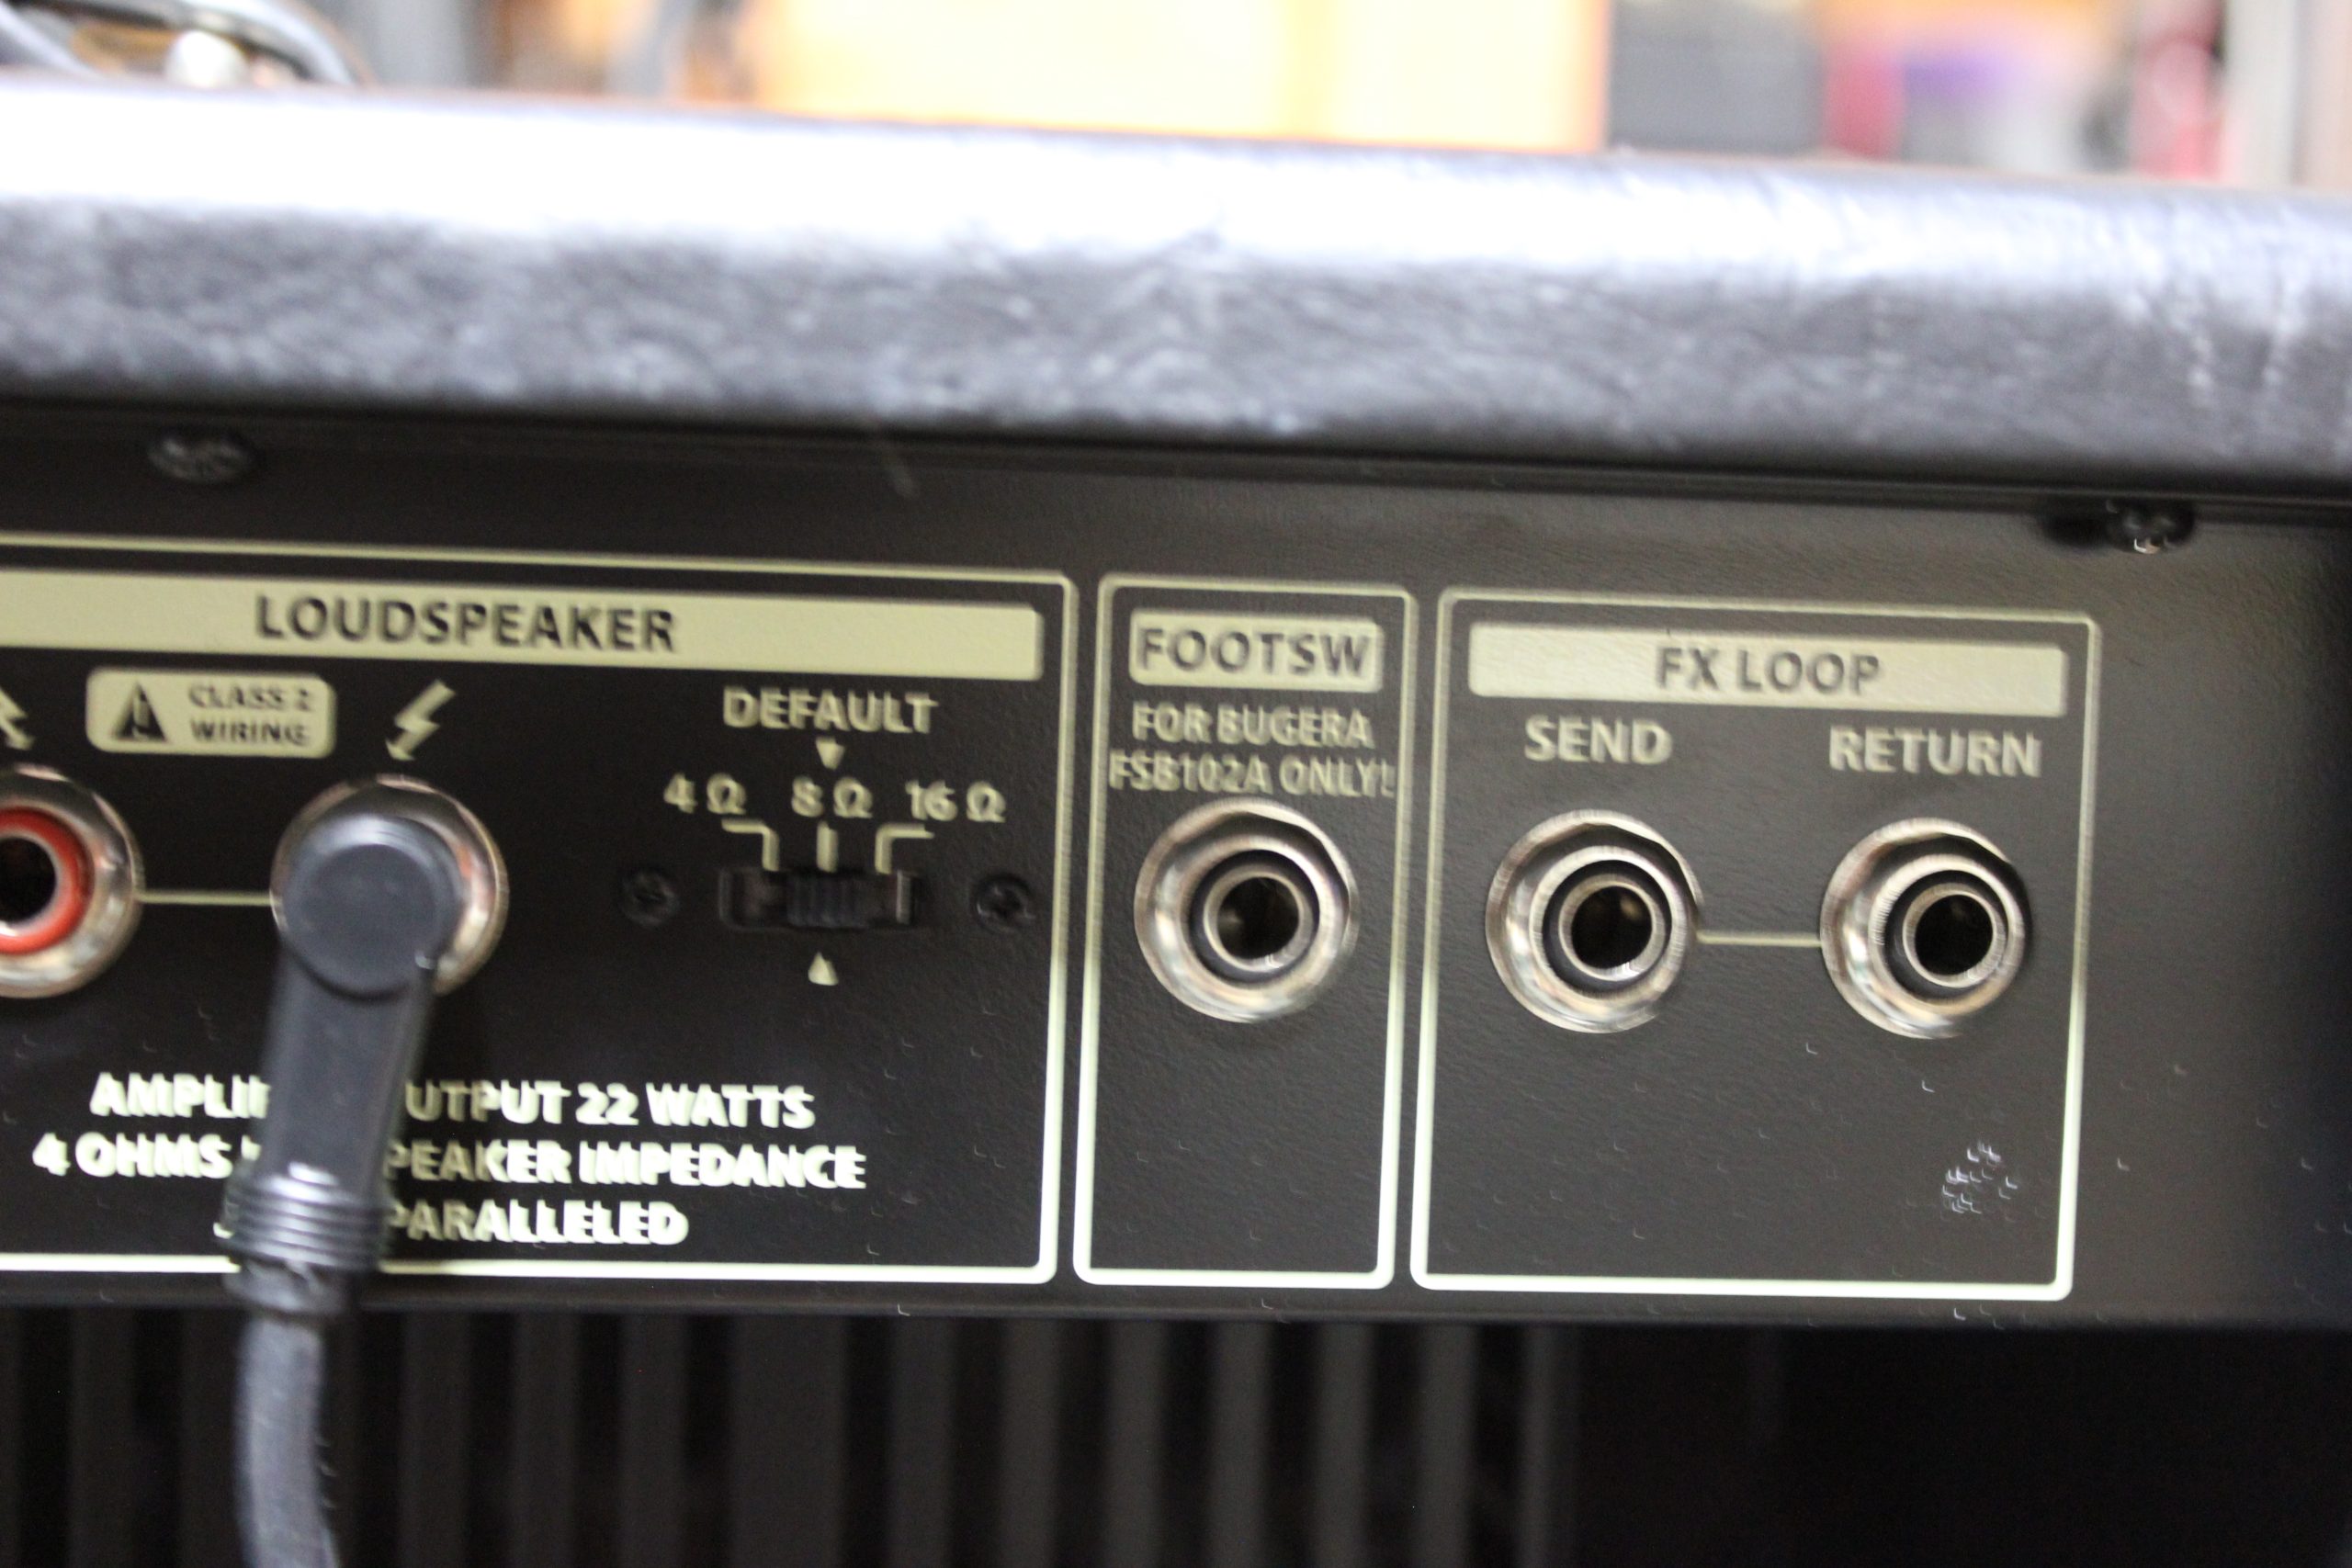 LOUDSPEAKER
CLASS 2
WIRING
DEFAULT
4 Ω 8 Ω 16 Ω
UTPUT 22 WATTS
4 OHMS PEAKER IMPEDANCE
PARALLELED
FOOTSW
FOR BUGERA
FSB102A ONLY!
FX LOOP
SEND RETURN